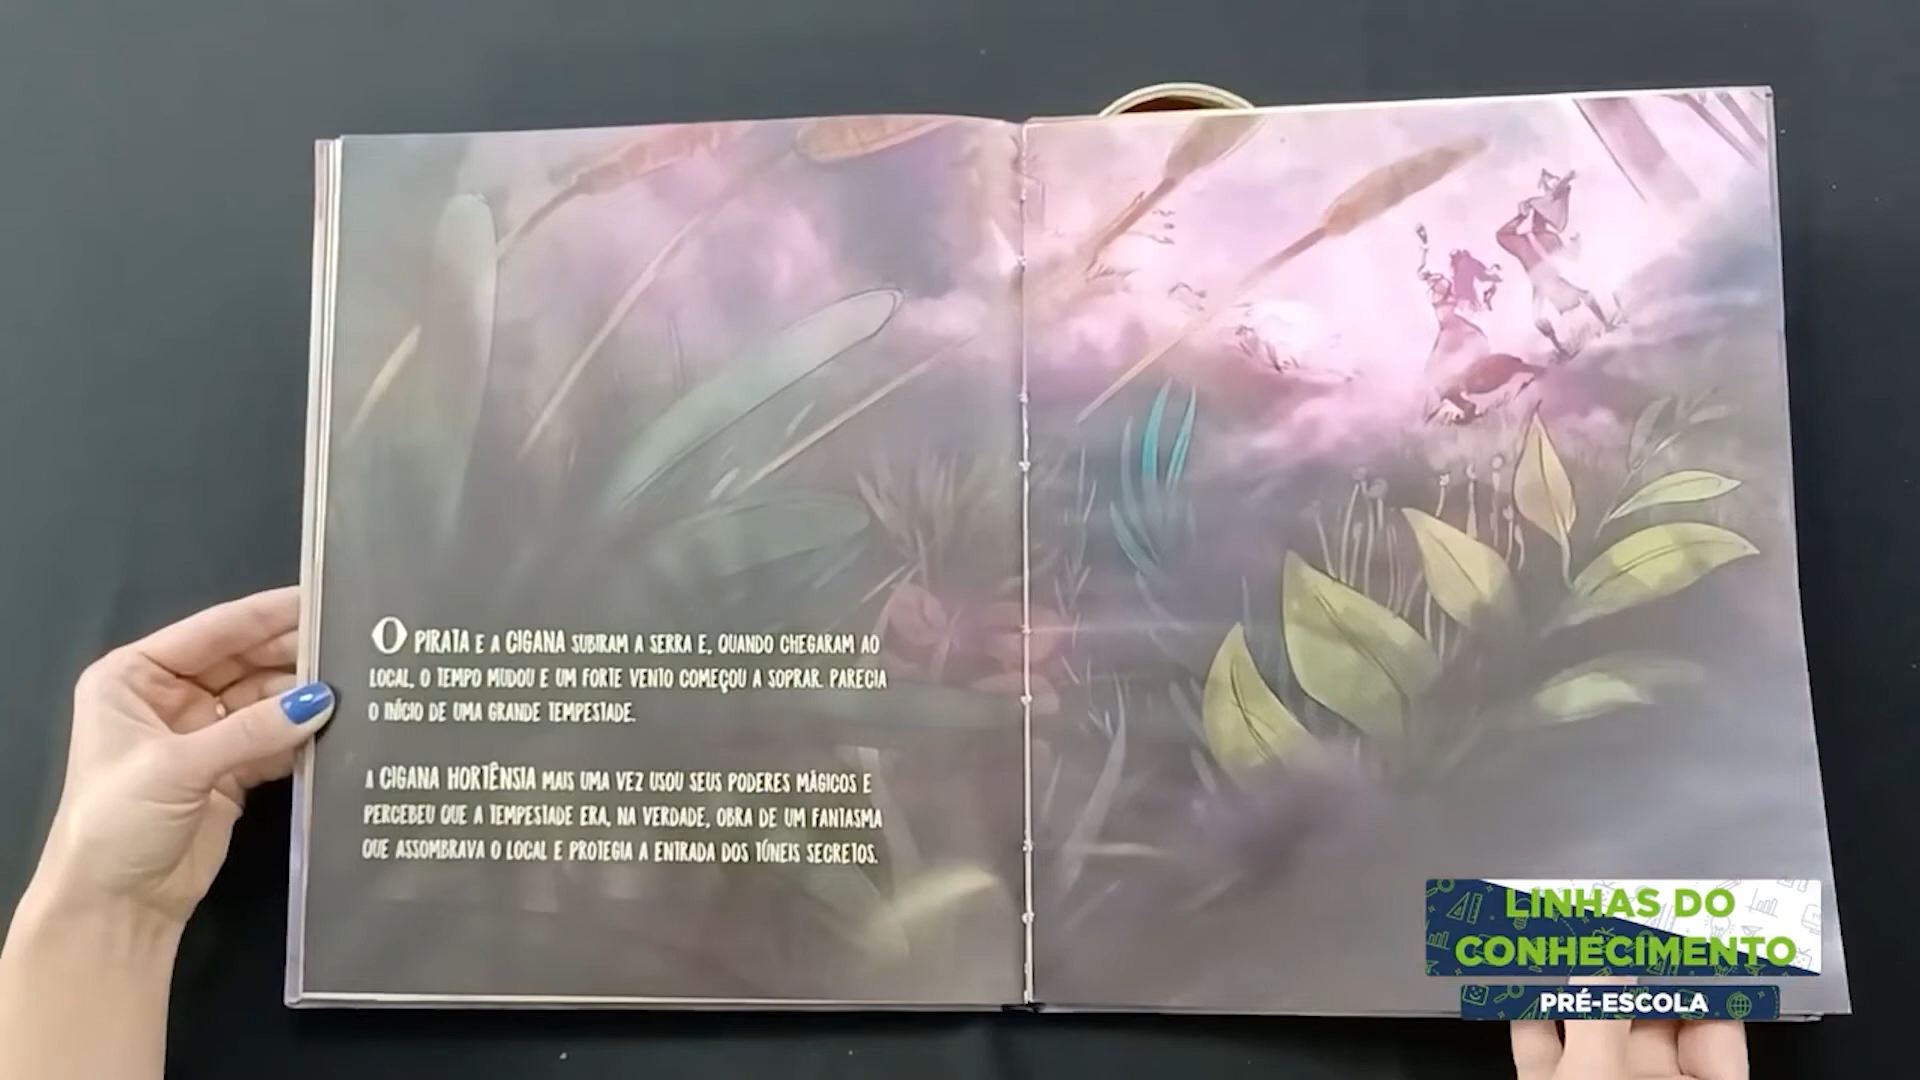 O PIRATA E A CIGANA SUBIRAM A SERRA E, QUANDO CHEGARAM AO
LOCAL, O TEMPO MUDOU E UM FORTE VENTO COMEÇOU A SOPRAR. PARECIA
O INÍCIO DE UMA GRANDE TEMPESTADE.
A CIGANA HORTÊNSIA MAIS UMA VEZ USOU SEUS PODERES MÁGICOS E
PERCEBEU QUE A TEMPESTADE ERA, NA VERDADE, OBRA DE UM FANTASMA
QUE ASSOMBRAVA O LOCAL E PROTEGIA A ENTRADA DOS TÚNEIS SECRETOS.
LINHAS DO
CONHECIMENTO
PRÉ-ESCOLA